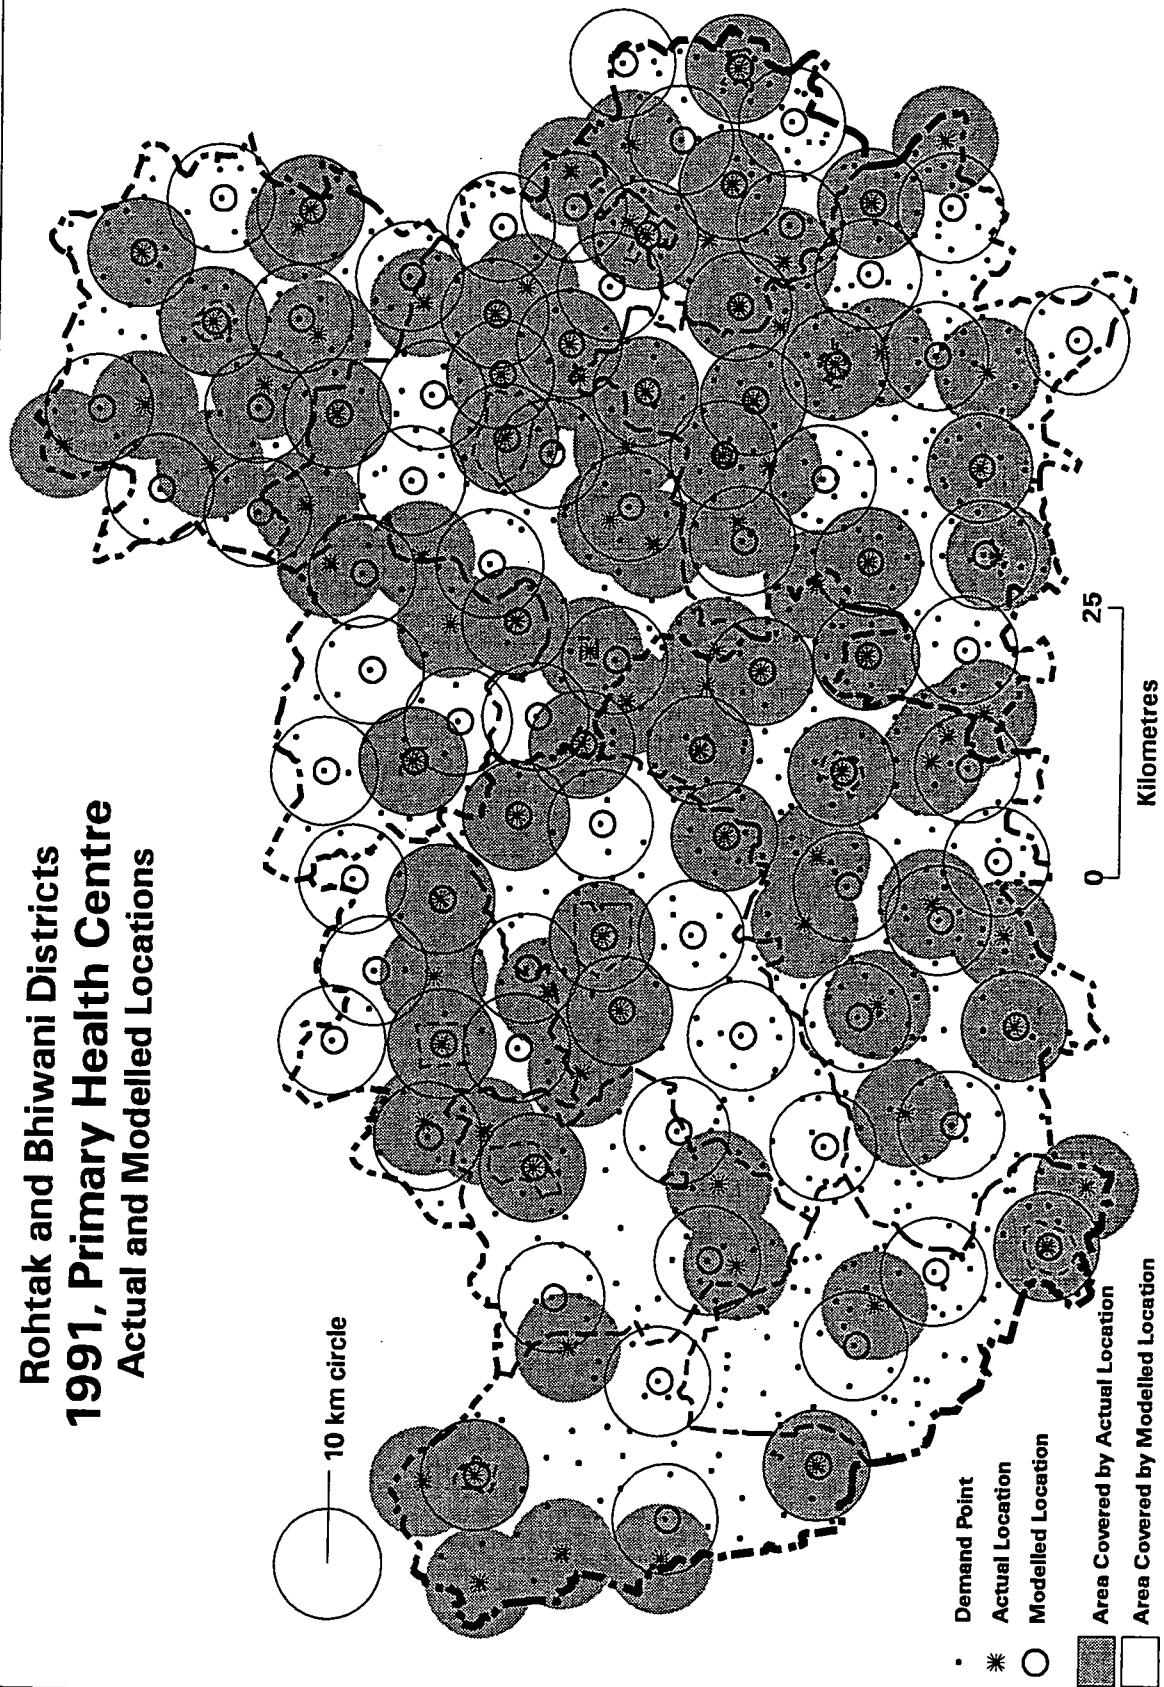 Rohtak and Bhiwani Districts
1991, Primary Health Centre
Actual and Modelled Locations
10 km circle
Demand Point
Actual Location
Modelled Location
Area Covered by Actual Location
Area Covered by Modelled Location
0 25
Kilometres